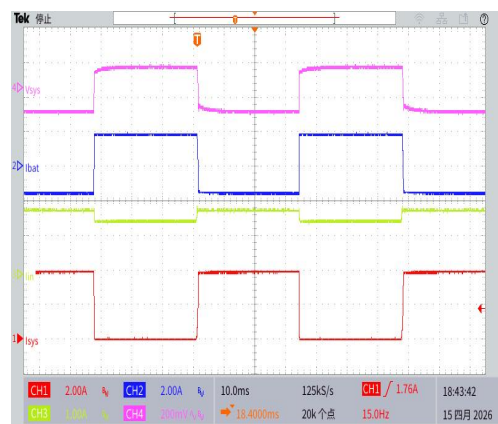 Tek 停止
T
T
4 Vsys
2 Ibat
Iin
1 Isys
CH1 2.00A CH2 2.00A 10.0ms 125kS/s CH1 1.76A 18:43:42
CH3 1.00A CH4 200mV 18.4000ms 20k 个点 15.0Hz 15 四月 2026